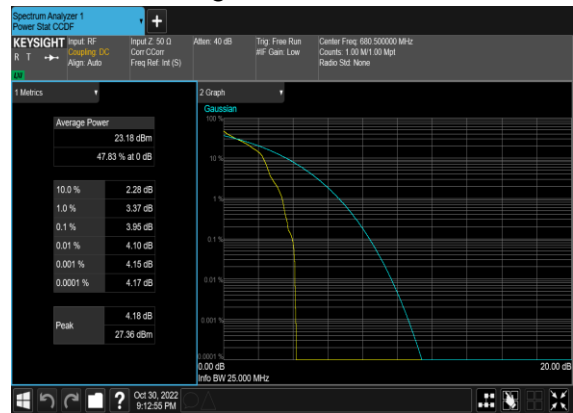 Spectrum Analyzer 1
Power Stat CCDF
KEYSIGHT
R T
LXI
Input: RF
Coupling: DC
Align: Auto
Input Z: 50 Ω
Corr CCorr
Freq Ref: Int (S)
Atten: 40 dB
Trig: Free Run
#IF Gain: Low
Center Freq: 680.500000 MHz
Counts: 1.00 M/1.00 Mpt
Radio Std: None
1 Metrics
Average Power
23.18 dBm
47.83 % at 0 dB
10.0 % 2.28 dB
1.0 % 3.37 dB
0.1 % 3.95 dB
0.01 % 4.10 dB
0.001 % 4.15 dB
0.0001 % 4.17 dB
Peak
4.18 dB
27.36 dBm
2 Graph
Gaussian
100 %
10 %
1 %
0.1 %
0.01 %
0.001 %
0.0001 %
0.00 dB
20.00 dB
Info BW 25.000 MHz
Oct 30, 2022
9:12:55 PM